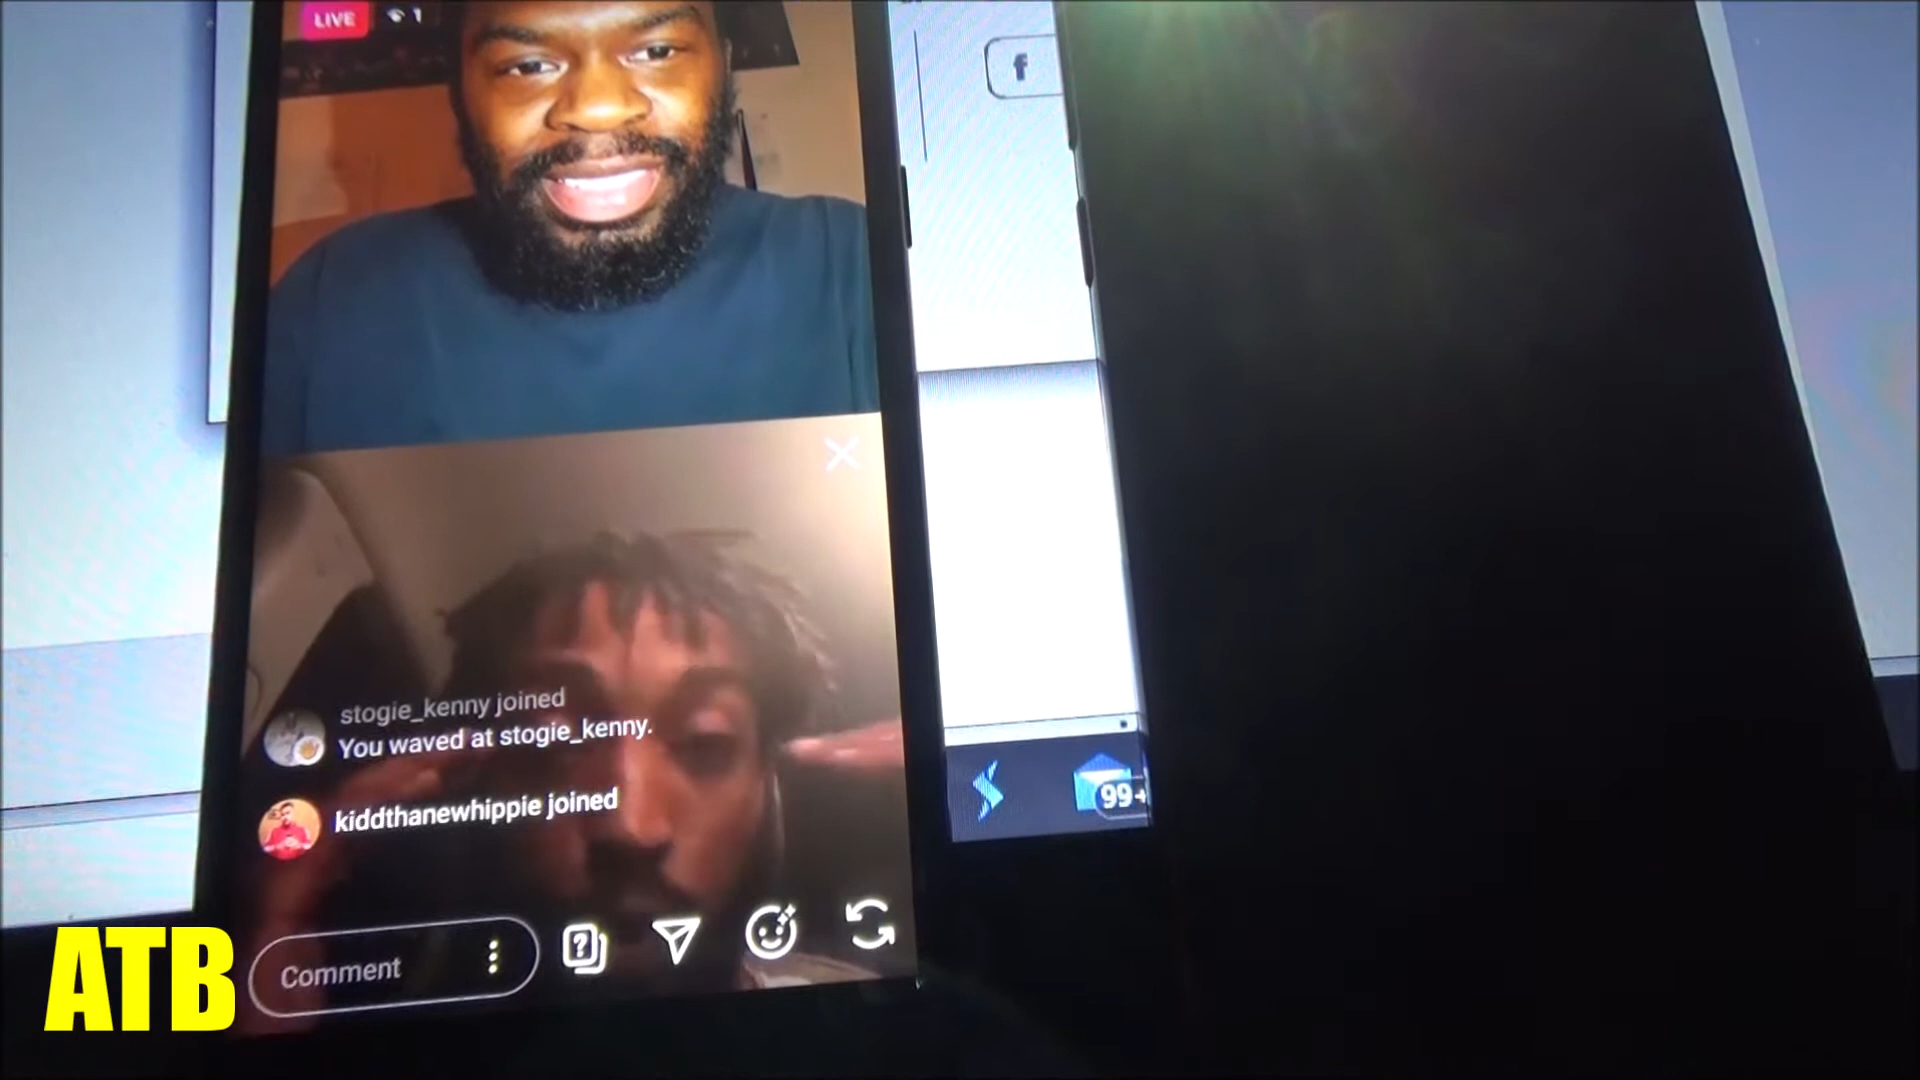 LIVE 1
f
stogie_kenny joined
You waved at stogie_kenny.
kiddthanewhippie joined
99+
Comment
ATB